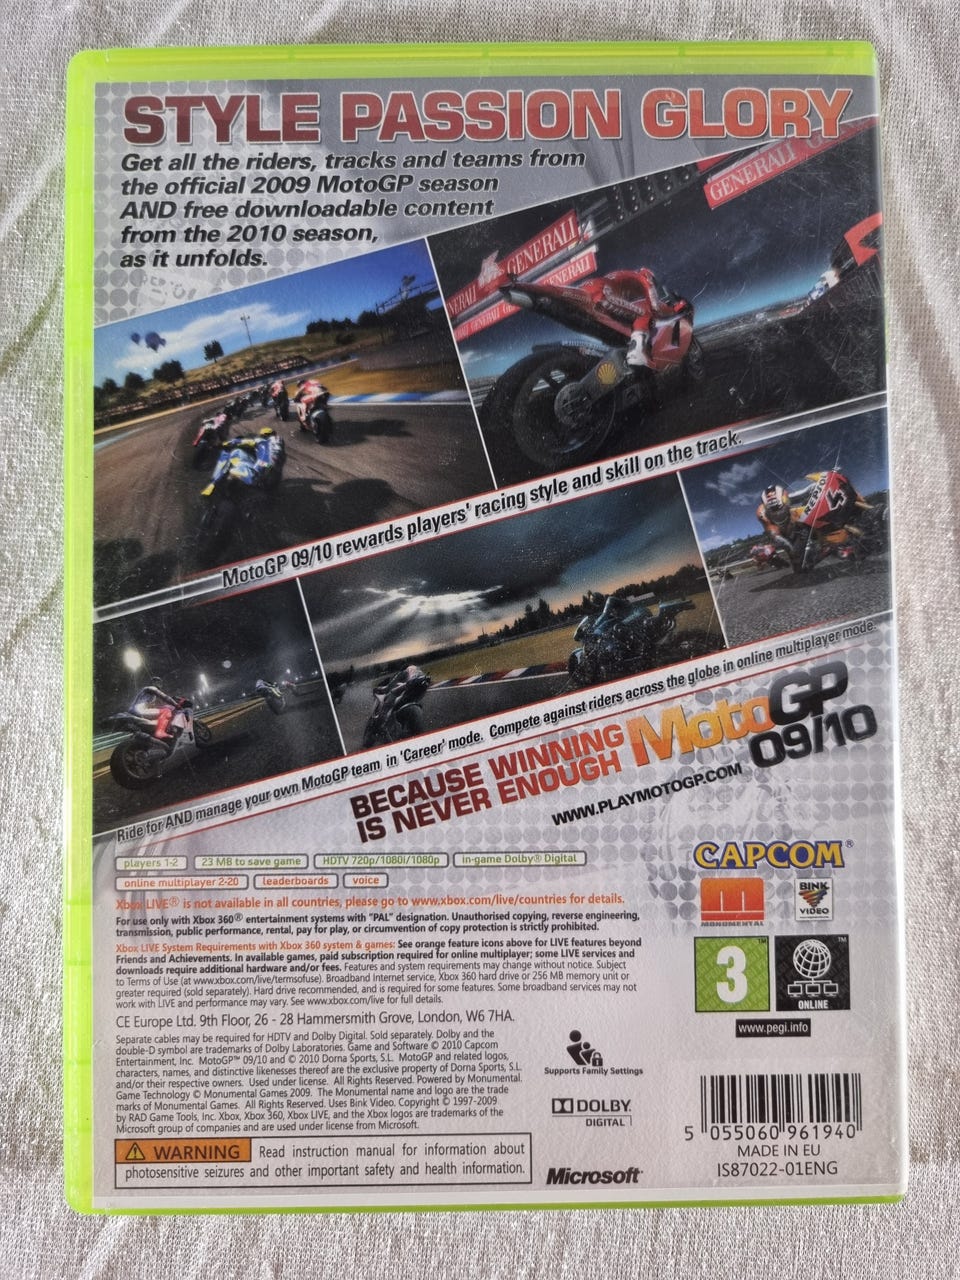 STYLE PASSION GLORY
Get all the riders, tracks and teams from
the official 2009 MotoGP season
AND free downloadable content
from the 2010 season,
as it unfolds.
GENERALI
GENERALI
GENERALI
GENERALI
MotoGP 09/10 rewards players' racing style and skill on the track.
REPSOL
Ride for AND manage your own MotoGP team in 'Career' mode. Compete against riders across the globe in online multiplayer mode.
BECAUSE WINNING
IS NEVER ENOUGH
MotoGP
09/10
WWW.PLAYMOTOGP.COM
players 1-2
23 MB to save game
HDTV 720p/1080i/1080p
in-game Dolby® Digital
online multiplayer 2-20
leaderboards
voice
CAPCOM®
MONUMENTAL
BINK
VIDEO
Xbox LIVE® is not available in all countries, please go to www.xbox.com/live/countries for details.
For use only with Xbox 360® entertainment systems with "PAL" designation. Unauthorised copying, reverse engineering,
transmission, public performance, rental, pay for play, or circumvention of copy protection is strictly prohibited.
Xbox LIVE System Requirements with Xbox 360 system & games: See orange feature icons above for LIVE features beyond
Friends and Achievements. In available games, paid subscription required for online multiplayer; some LIVE services and
downloads require additional hardware and/or fees. Features and system requirements may change without notice. Subject
to Terms of Use (at www.xbox.com/live/termsofuse). Broadband Internet service, Xbox 360 hard drive or 256 MB memory unit or
greater required (sold separately). Hard drive recommended, and is required for some features. Some broadband services may not
work with LIVE and performance may vary. See www.xbox.com/live for full details.
3
™
ONLINE
™
www.pegi.info
CE Europe Ltd. 9th Floor, 26 - 28 Hammersmith Grove, London, W6 7HA.
Separate cables may be required for HDTV and Dolby Digital. Sold separately. Dolby and the
double-D symbol are trademarks of Dolby Laboratories. Game and Software © 2010 Capcom
Entertainment, Inc. MotoGP™ 09/10 and © 2010 Dorna Sports, S.L. MotoGP and related logos,
characters, names, and distinctive likenesses thereof are the exclusive property of Dorna Sports, S.L.
and/or their respective owners. Used under license. All Rights Reserved. Powered by Monumental.
Game Technology © Monumental Games 2009. The Monumental name and logo are the trade
marks of Monumental Games. All Rights Reserved. Uses Bink Video. Copyright © 1997-2009
by RAD Game Tools, Inc. Xbox, Xbox 360, Xbox LIVE, and the Xbox logos are trademarks of the
Microsoft group of companies and are used under license from Microsoft.
Supports Family Settings
DOLBY
DIGITAL
Microsoft®
5 055060 961940
MADE IN EU
IS87022-01ENG
WARNING Read instruction manual for information about
photosensitive seizures and other important safety and health information.